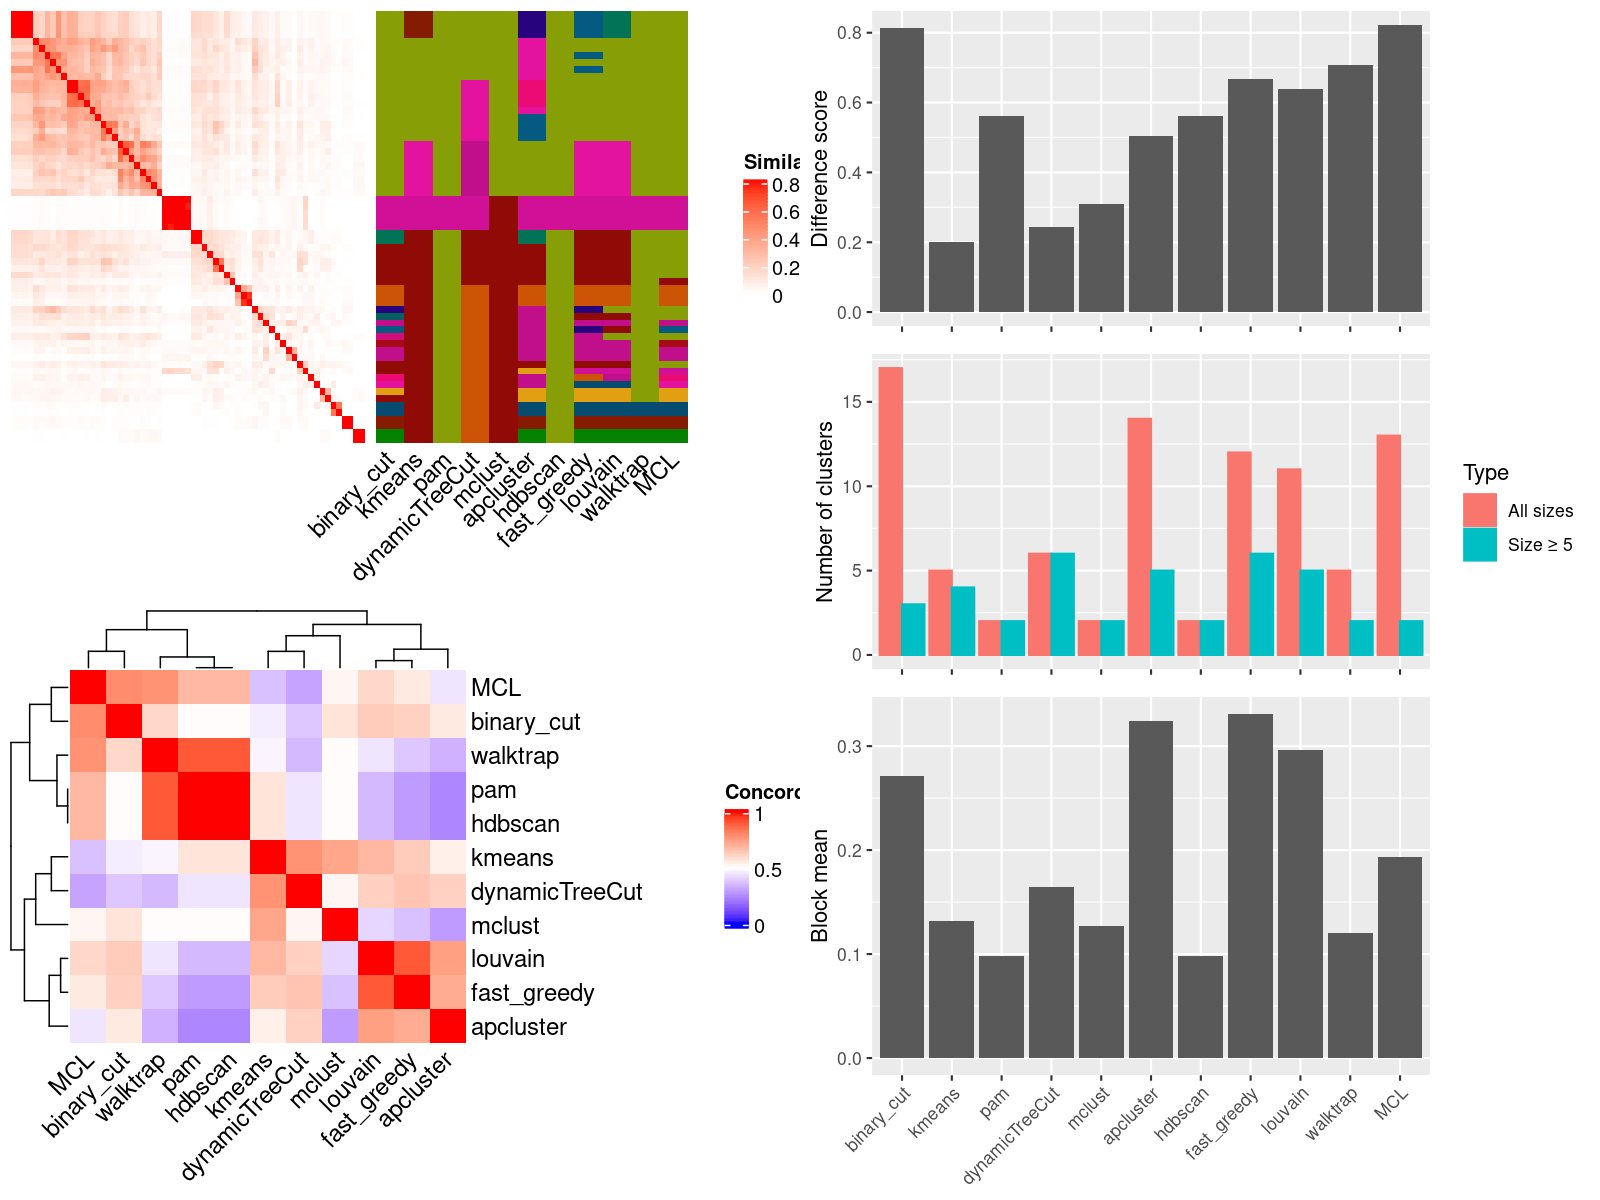 Simila
0.8
0.6
0.4
0.2
0
binary_cut
kmeans
pam
dynamicTreeCut
mclust
apcluster
hdbscan
fast_greedy
louvain
walktrap
MCL
MCL
binary_cut
walktrap
pam
hdbscan
kmeans
dynamicTreeCut
mclust
louvain
fast_greedy
apcluster
MCL
binary_cut
walktrap
pam
hdbscan
kmeans
dynamicTreeCut
mclust
louvain
fast_greedy
apcluster
Concord
1
0.5
0
Difference score
0.8
0.6
0.4
0.2
0.0
Number of clusters
15
10
5
0
Type
All sizes
Size ≥ 5
Block mean
0.3
0.2
0.1
0.0
binary_cut
kmeans
pam
dynamicTreeCut
mclust
apcluster
hdbscan
fast_greedy
louvain
walktrap
MCL